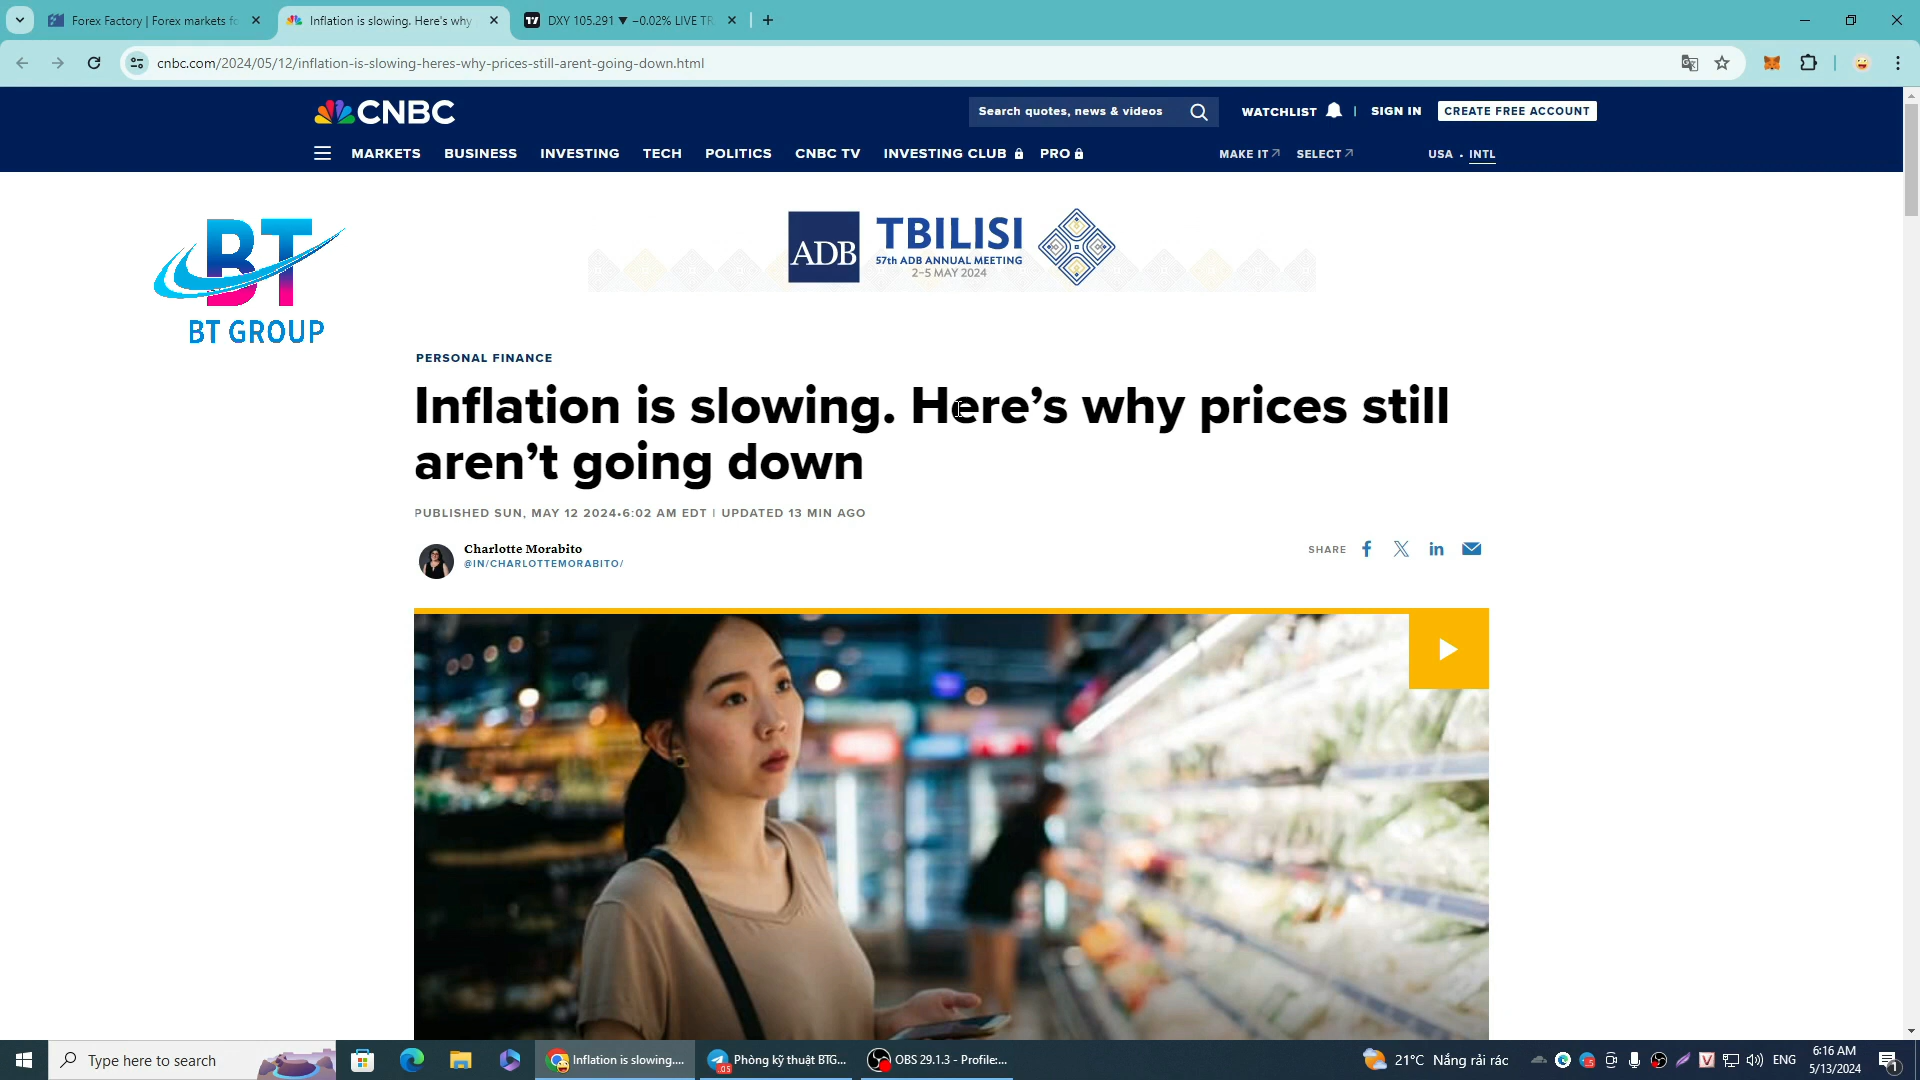 Forex Factory | Forex markets fo
Inflation is slowing. Here's why
DXY 105.291 ▼ −0.02% LIVE TR
cnbc.com/2024/05/12/inflation-is-slowing-heres-why-prices-still-arent-going-down.html
CNBC
Search quotes, news & videos
WATCHLIST
SIGN IN
CREATE FREE ACCOUNT
MARKETS BUSINESS INVESTING TECH POLITICS CNBC TV INVESTING CLUB PRO
MAKE IT SELECT
USA • INTL
BT
BT GROUP
ADB
TBILISI
57th ADB ANNUAL MEETING
2–5 MAY 2024
PERSONAL FINANCE
Inflation is slowing. Here’s why prices still
aren’t going down
PUBLISHED SUN, MAY 12 2024•6:02 AM EDT | UPDATED 13 MIN AGO
Charlotte Morabito
@IN/CHARLOTTEMORABITO/
SHARE
Type here to search
Inflation is slowing....
Phòng kỹ thuật BTG...
OBS 29.1.3 - Profile:...
21°C Nắng rải rác
ENG
6:16 AM
5/13/2024